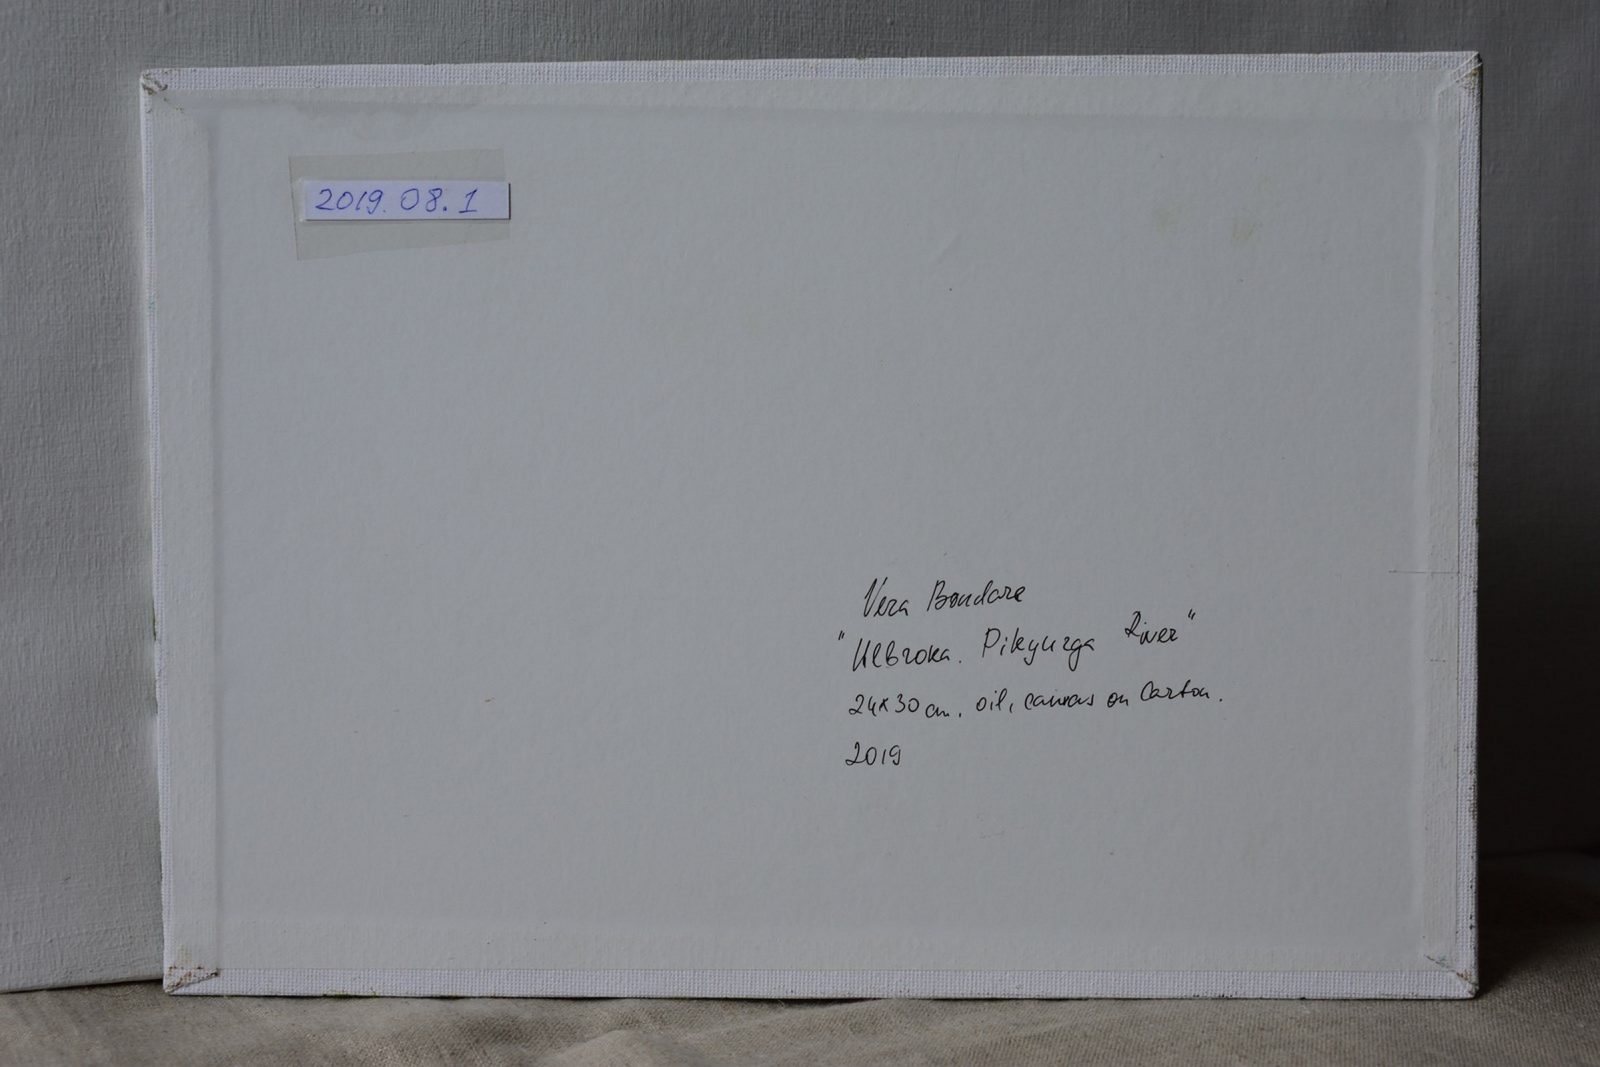 2019. 08. 1
Vera Bondare
"Ulbroka. Pikyurga River"
24x30 cm, oil, canvas on carton.
2019